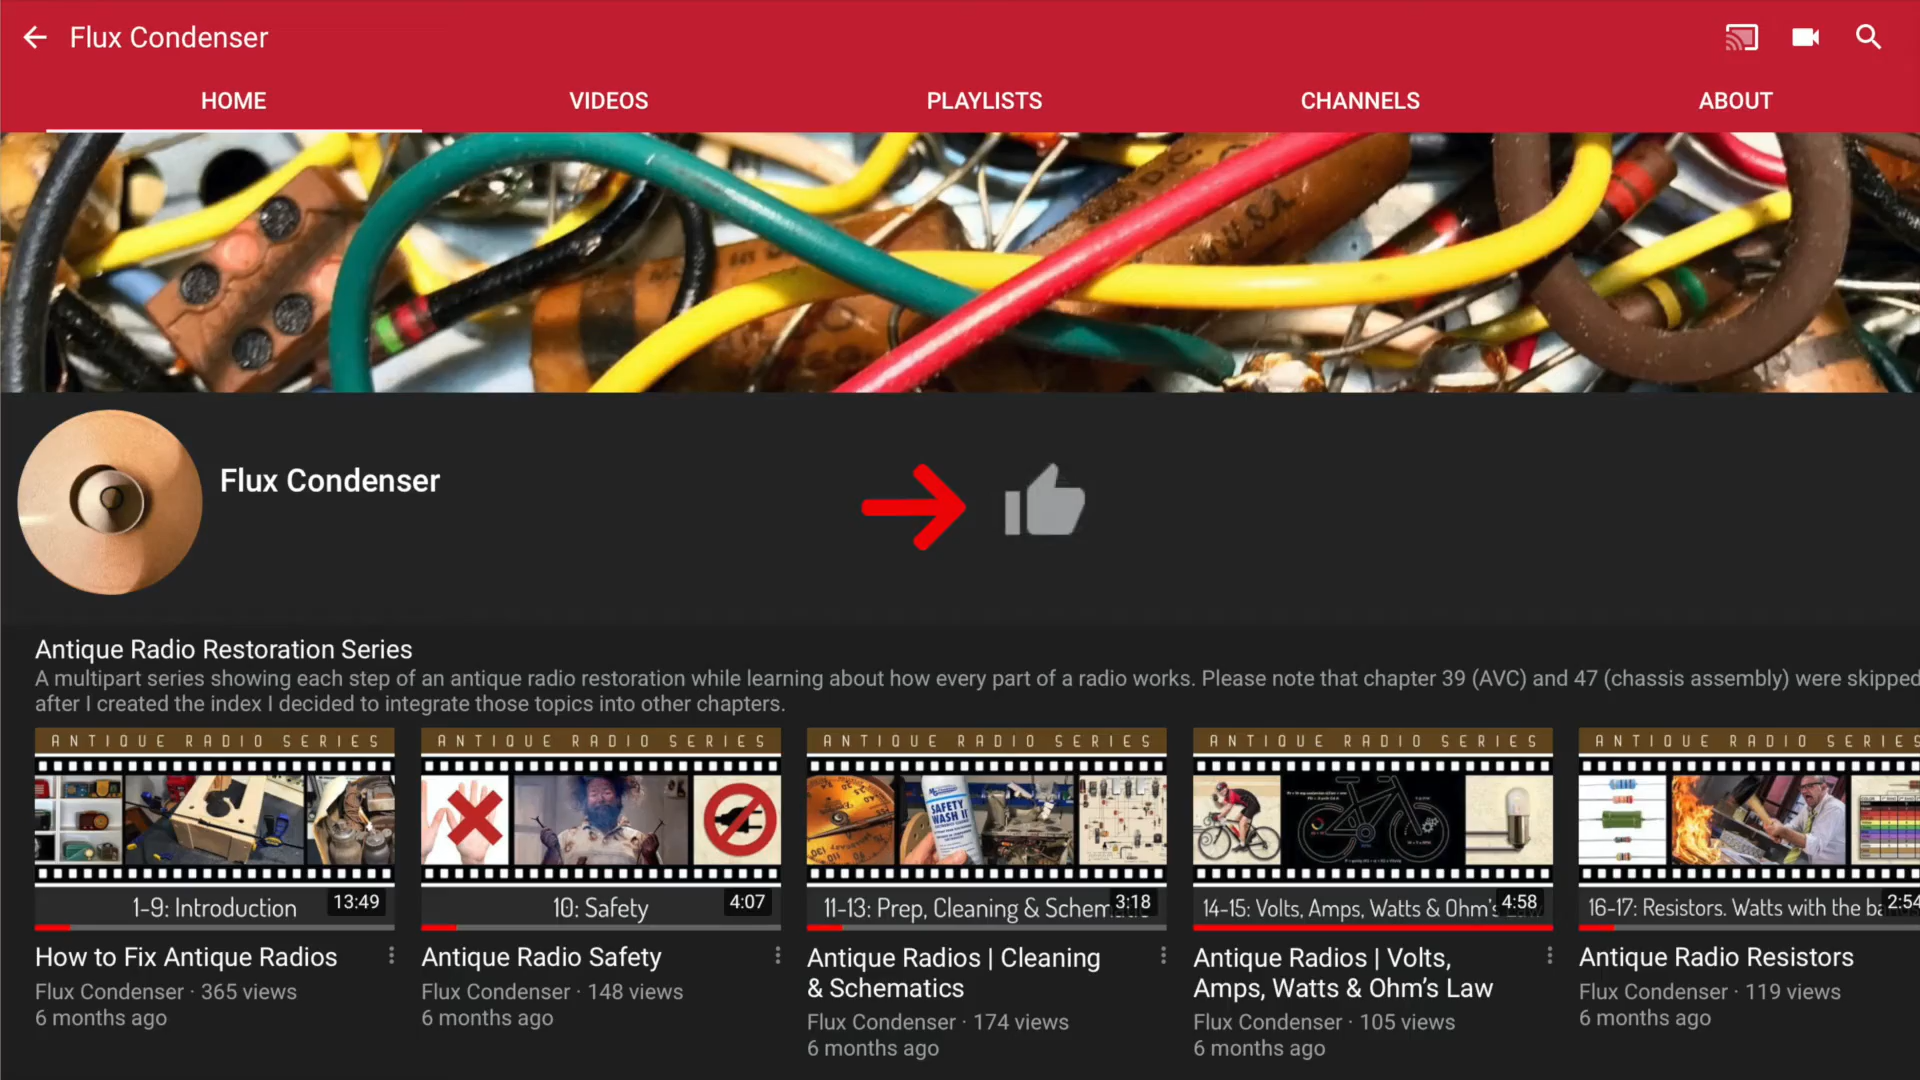 Flux Condenser
HOME
VIDEOS
PLAYLISTS
CHANNELS
ABOUT
D.C.
U.S.A.
Flux Condenser
Antique Radio Restoration Series
A multipart series showing each step of an antique radio restoration while learning about how every part of a radio works. Please note that chapter 39 (AVC) and 47 (chassis assembly) were skipped
after I created the index I decided to integrate those topics into other chapters.
ANTIQUE RADIO SERIES
1-9: Introduction
13:49
How to Fix Antique Radios
Flux Condenser · 365 views
6 months ago
ANTIQUE RADIO SERIES
10: Safety
4:07
Antique Radio Safety
Flux Condenser · 148 views
6 months ago
ANTIQUE RADIO SERIES
SAFETY
WASH II
11-13: Prep, Cleaning & Schem
3:18
Antique Radios | Cleaning
& Schematics
Flux Condenser · 174 views
6 months ago
ANTIQUE RADIO SERIES
14-15: Volts, Amps, Watts & Ohm's
4:58
Antique Radios | Volts,
Amps, Watts & Ohm's Law
Flux Condenser · 105 views
6 months ago
ANTIQUE RADIO SERIES
16-17: Resistors. Watts with the ba
2:54
Antique Radio Resistors
Flux Condenser · 119 views
6 months ago